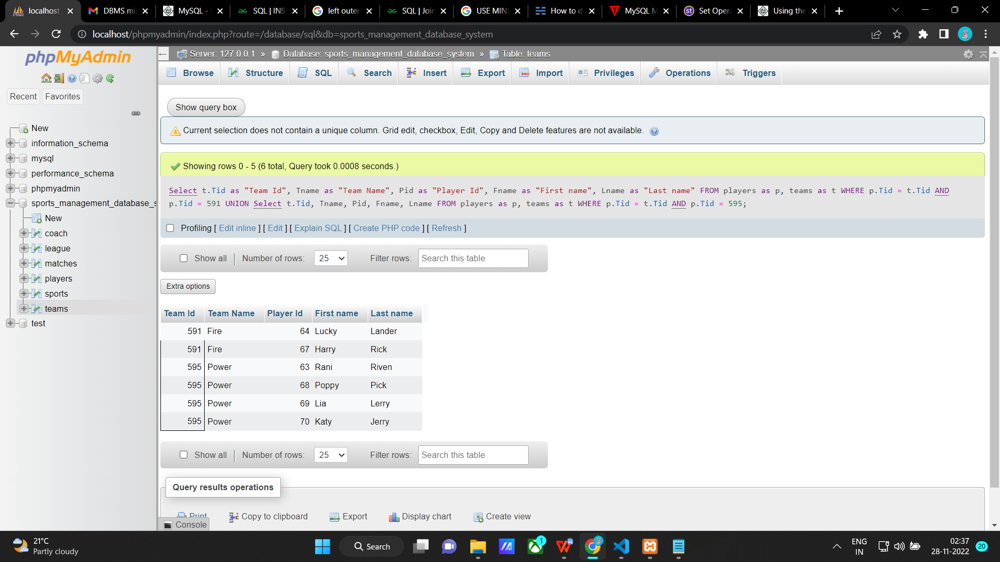 localhost
DBMS mi
MySQL -
SQL | INS
left outer
SQL | Join
USE MIN
How to d
MySQL M
Set Opera
Using the
localhost/phpmyadmin/index.php?route=/database/sql&db=sports_management_database_system
phpMyAdmin
Recent
Favorites
New
information_schema
mysql
performance_schema
phpmyadmin
sports_management_database_s
New
coach
league
matches
players
sports
teams
test
Server: 127.0.0.1 » Database: sports_management_database_system » Table: teams
Browse Structure SQL Search Insert Export Import Privileges Operations Triggers
Show query box
Current selection does not contain a unique column. Grid edit, checkbox, Edit, Copy and Delete features are not available.
Showing rows 0 - 5 (6 total, Query took 0.0008 seconds.)
Select t.Tid as "Team Id", Tname as "Team Name", Pid as "Player Id", Fname as "First name", Lname as "Last name" FROM players as p, teams as t WHERE p.Tid = t.Tid AND
p.Tid = 591 UNION Select t.Tid, Tname, Pid, Fname, Lname FROM players as p, teams as t WHERE p.Tid = t.Tid AND p.Tid = 595;
Profiling [ Edit inline ] [ Edit ] [ Explain SQL ] [ Create PHP code ] [ Refresh ]
Show all | Number of rows: 25 Filter rows: Search this table
Extra options
Team Id Team Name Player Id First name Last name
591 Fire 64 Lucky Lander
591 Fire 67 Harry Rick
595 Power 63 Rani Riven
595 Power 68 Poppy Pick
595 Power 69 Lia Lerry
595 Power 70 Katy Jerry
Show all | Number of rows: 25 Filter rows: Search this table
Query results operations
Print Copy to clipboard Export Display chart Create view
Console
21°C
Partly cloudy
Search
1
ENG
IN
02:37
28-11-2022
20